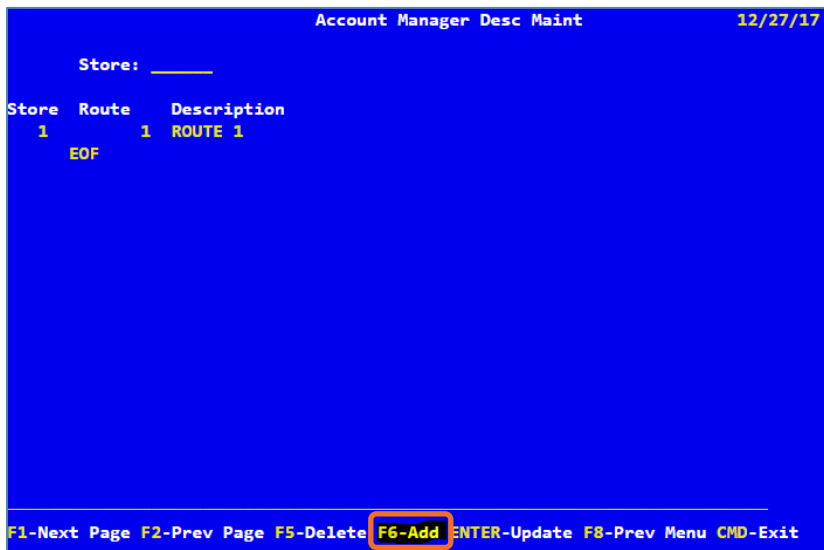 Account Manager Desc Maint 12/27/17
Store: ______
Store Route Description
1 1 ROUTE 1
EOF
F1-Next Page F2-Prev Page F5-Delete F6-Add ENTER-Update F8-Prev Menu CMD-Exit